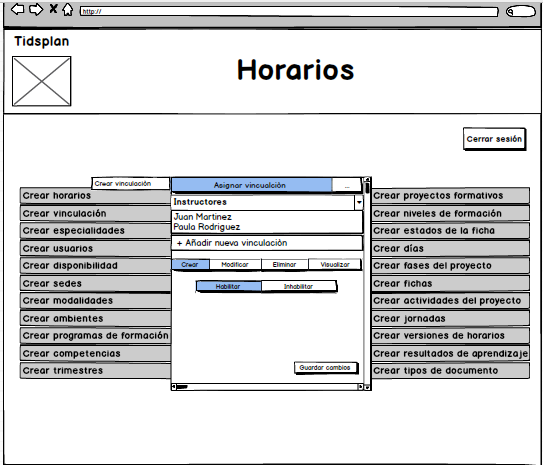 http://
Tidsplan
Horarios
Cerrar sesión
Crear vinculación
Asignar vincualción
...
Crear horarios
Crear vinculación
Crear especialidades
Crear usuarios
Crear disponibilidad
Crear sedes
Crear modalidades
Crear ambientes
Crear programas de formación
Crear competencias
Crear trimestres
Instructores
Juan Martinez
Paula Rodriguez
+ Añadir nueva vinculación
Crear Modificar Eliminar Visualizar
Habilitar Inhabilitar
Guardar cambios
Crear proyectos formativos
Crear niveles de formación
Crear estados de la ficha
Crear días
Crear fases del proyecto
Crear fichas
Crear actividades del proyecto
Crear jornadas
Crear versiones de horarios
Crear resultados de aprendizaje
Crear tipos de documento